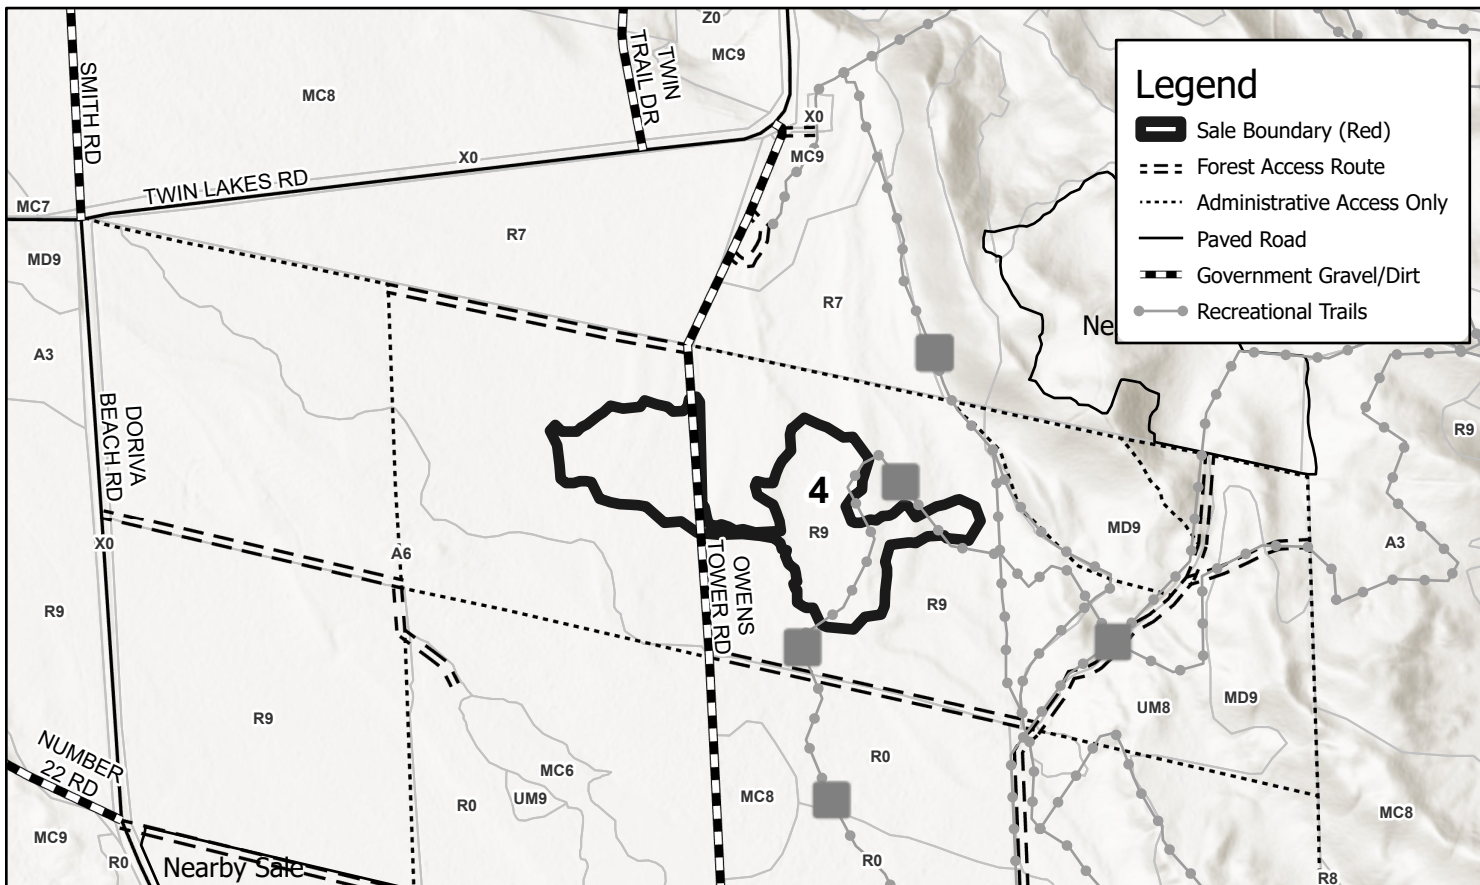 Z0
MC9
TWIN
TRAIL DR
SMITH RD
MC8
X0
X0
MC9
TWIN LAKES RD
MC7
R7
MD9
R7
A3
DORIVA
BEACH RD
4
R9
X0
A6
OWENS
TOWER RD
R9
MD9
A3
R9
R9
R9
UM8
MD9
NUMBER
22 RD
MC6
UM9
R0
MC8
R0
MC8
MC9
R0
Nearby Sale
R0
R8
Ne
Legend
Sale Boundary (Red)
Forest Access Route
Administrative Access Only
Paved Road
Government Gravel/Dirt
Recreational Trails